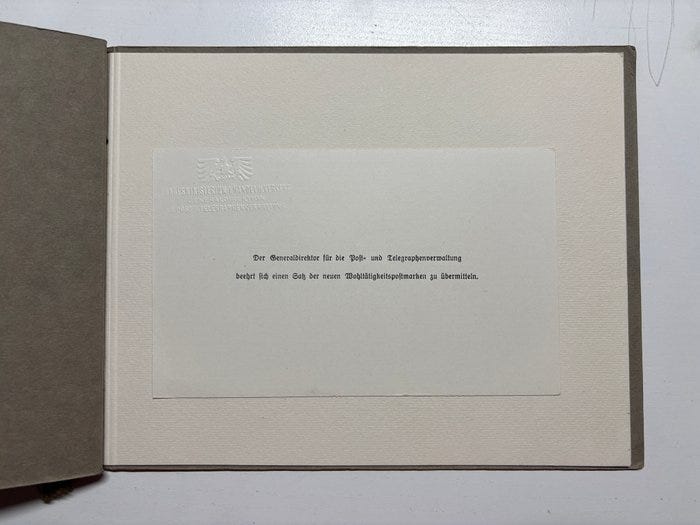 Der Generaldirektor für die Post- und Telegraphenverwaltung
beehrt sich einen Satz der neuen Wohltätigkeitspostmarken zu übermitteln.